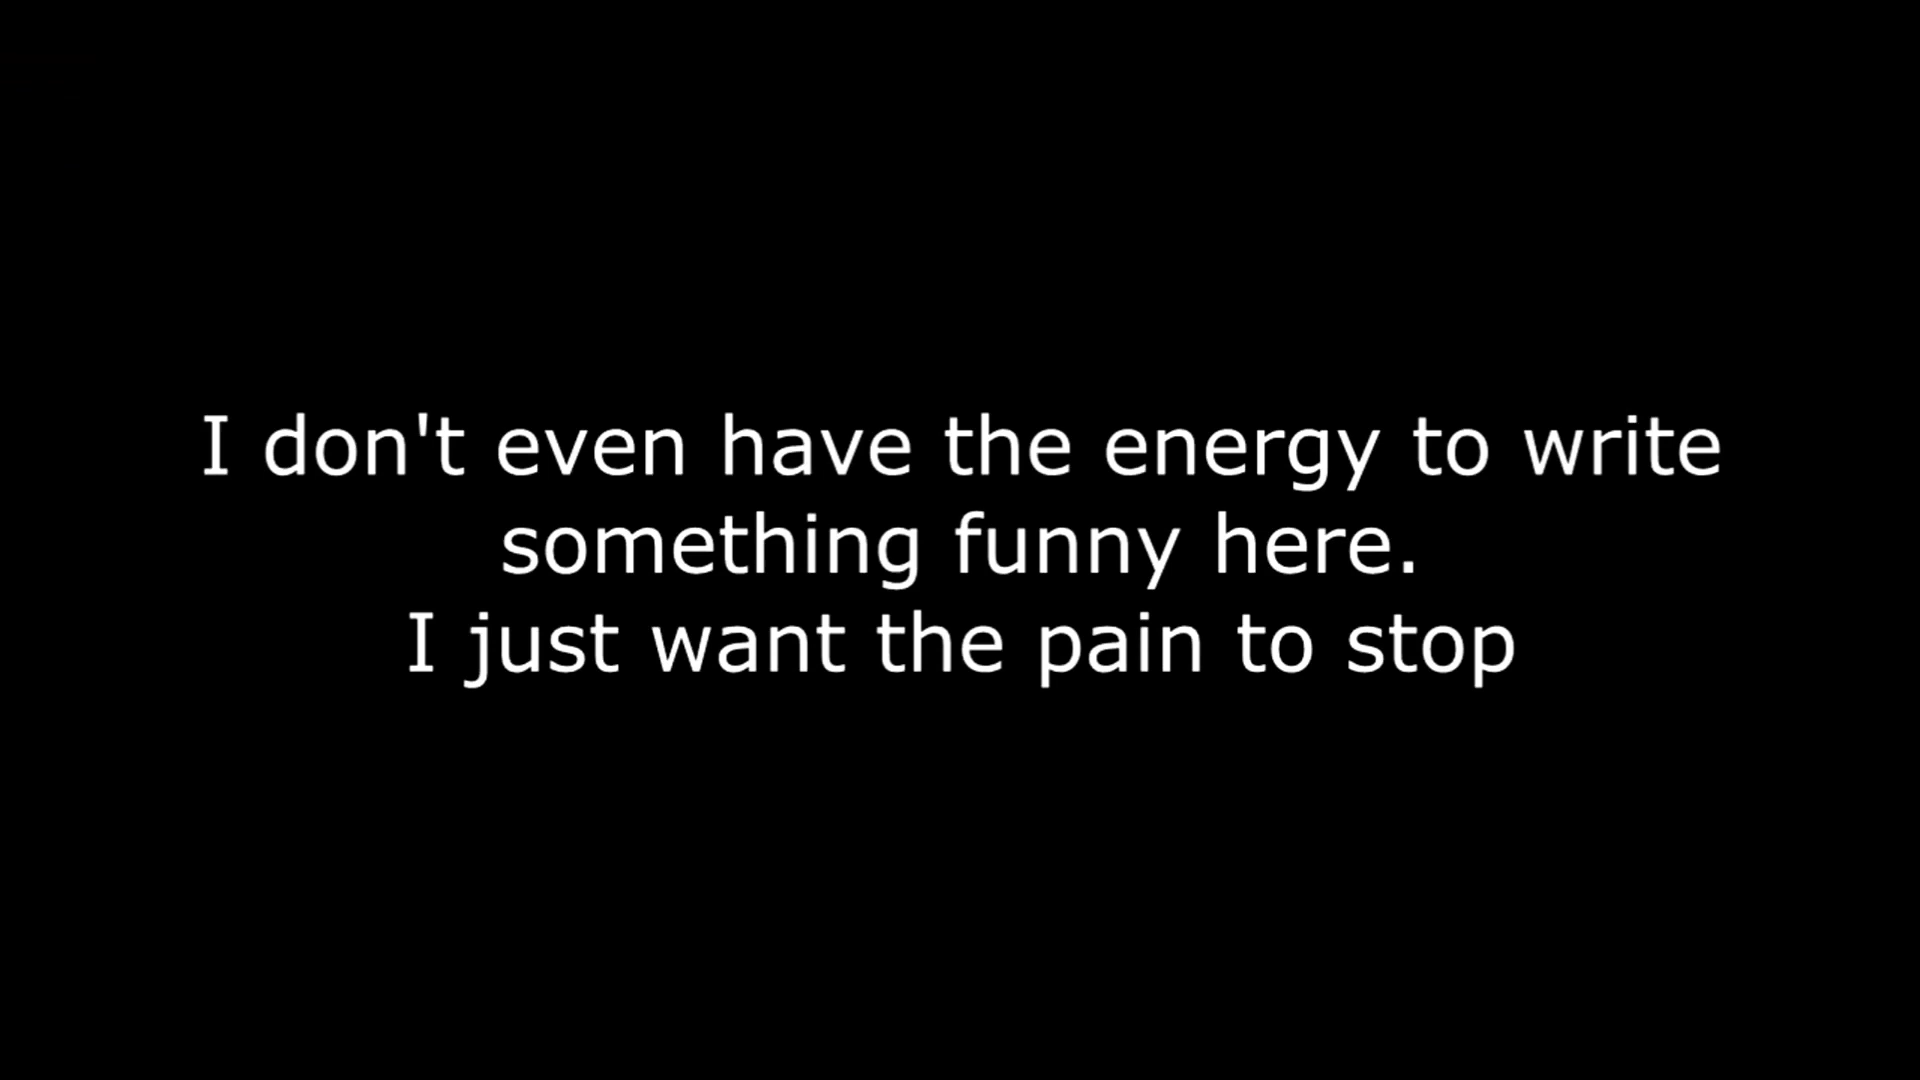 I don't even have the energy to write
something funny here.
I just want the pain to stop